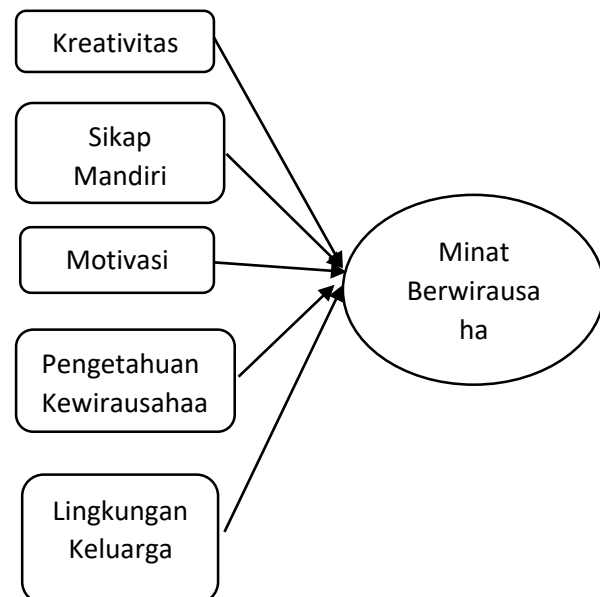 Kreativitas
Sikap
Mandiri
Motivasi
Pengetahuan
Kewirausahaa
Lingkungan
Keluarga
Minat
Berwirausa
ha